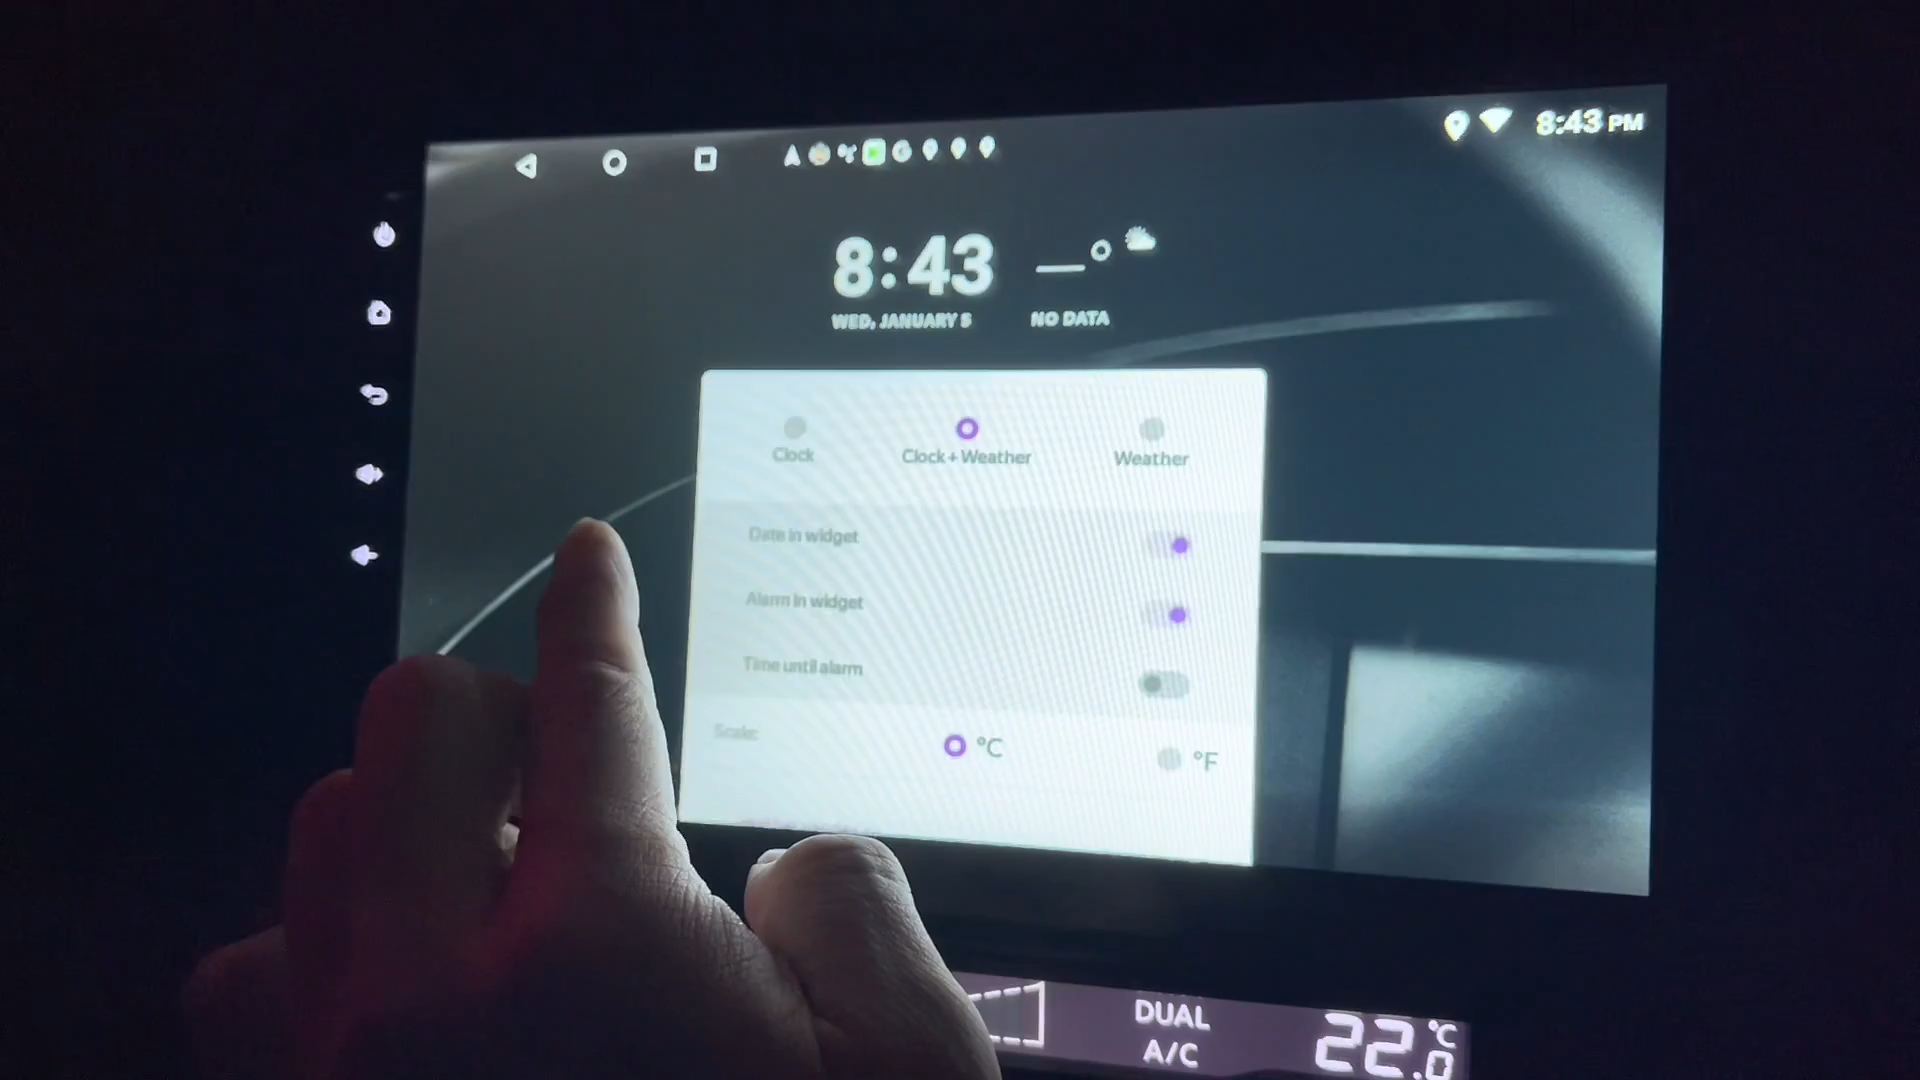 8:43 PM
8:43
WED, JANUARY 5
NO DATA
Clock
Clock + Weather
Weather
Date in widget
Alarm in widget
Time until alarm
Scale:
°C
°F
DUAL
A/C
22.0 °C